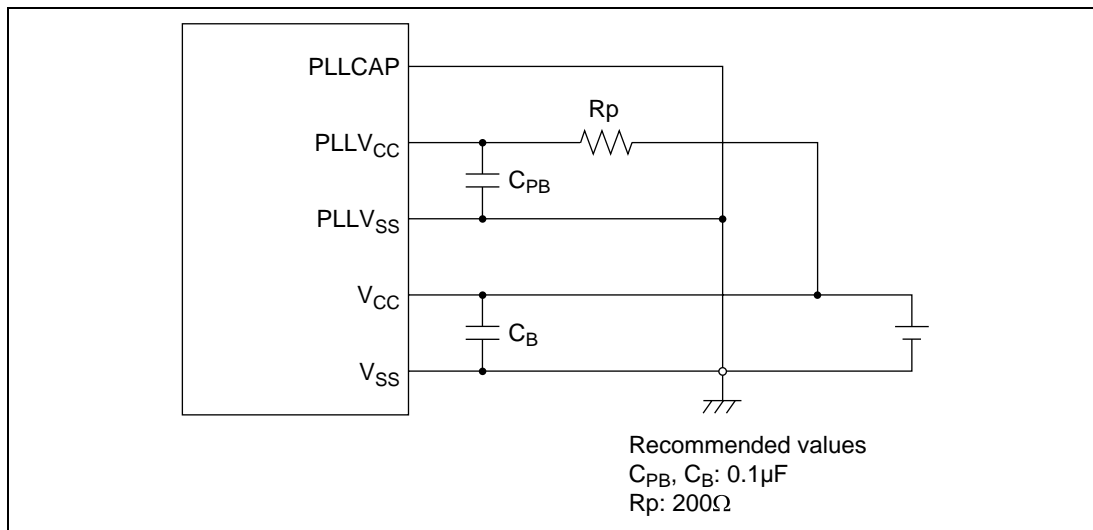 PLLCAP
Rp
PLLVCC
CPB
PLLVSS
VCC
CB
VSS
Recommended values
CPB, CB: 0.1µF
Rp: 200Ω